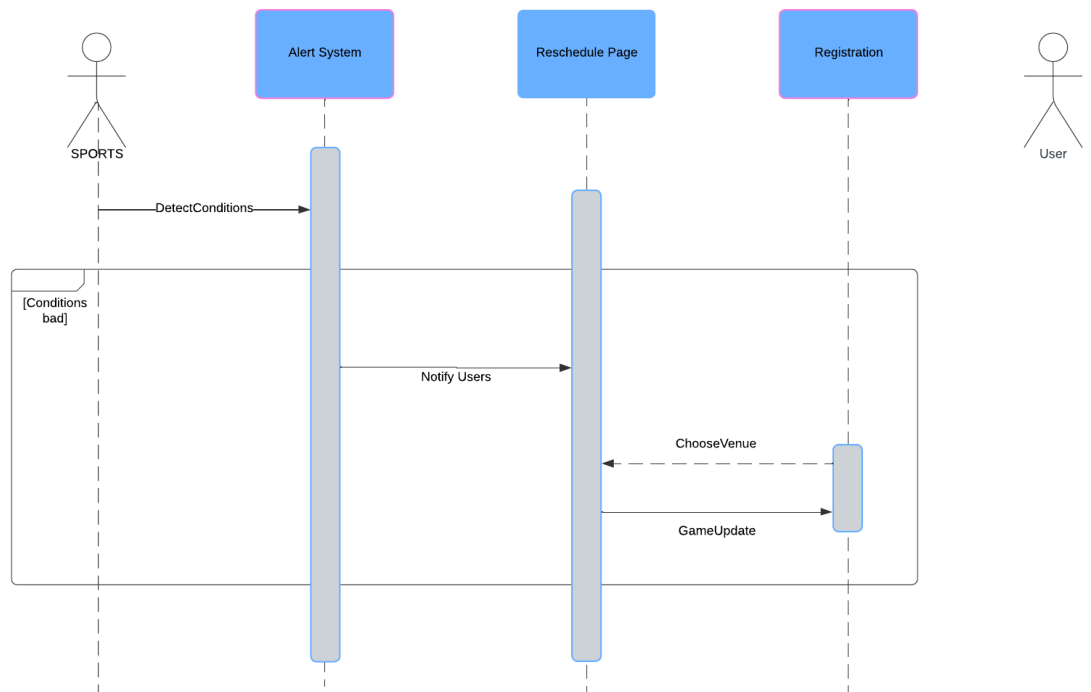 Alert System
Reschedule Page
Registration
SPORTS
User
DetectConditions
[Conditions
bad]
Notify Users
ChooseVenue
GameUpdate